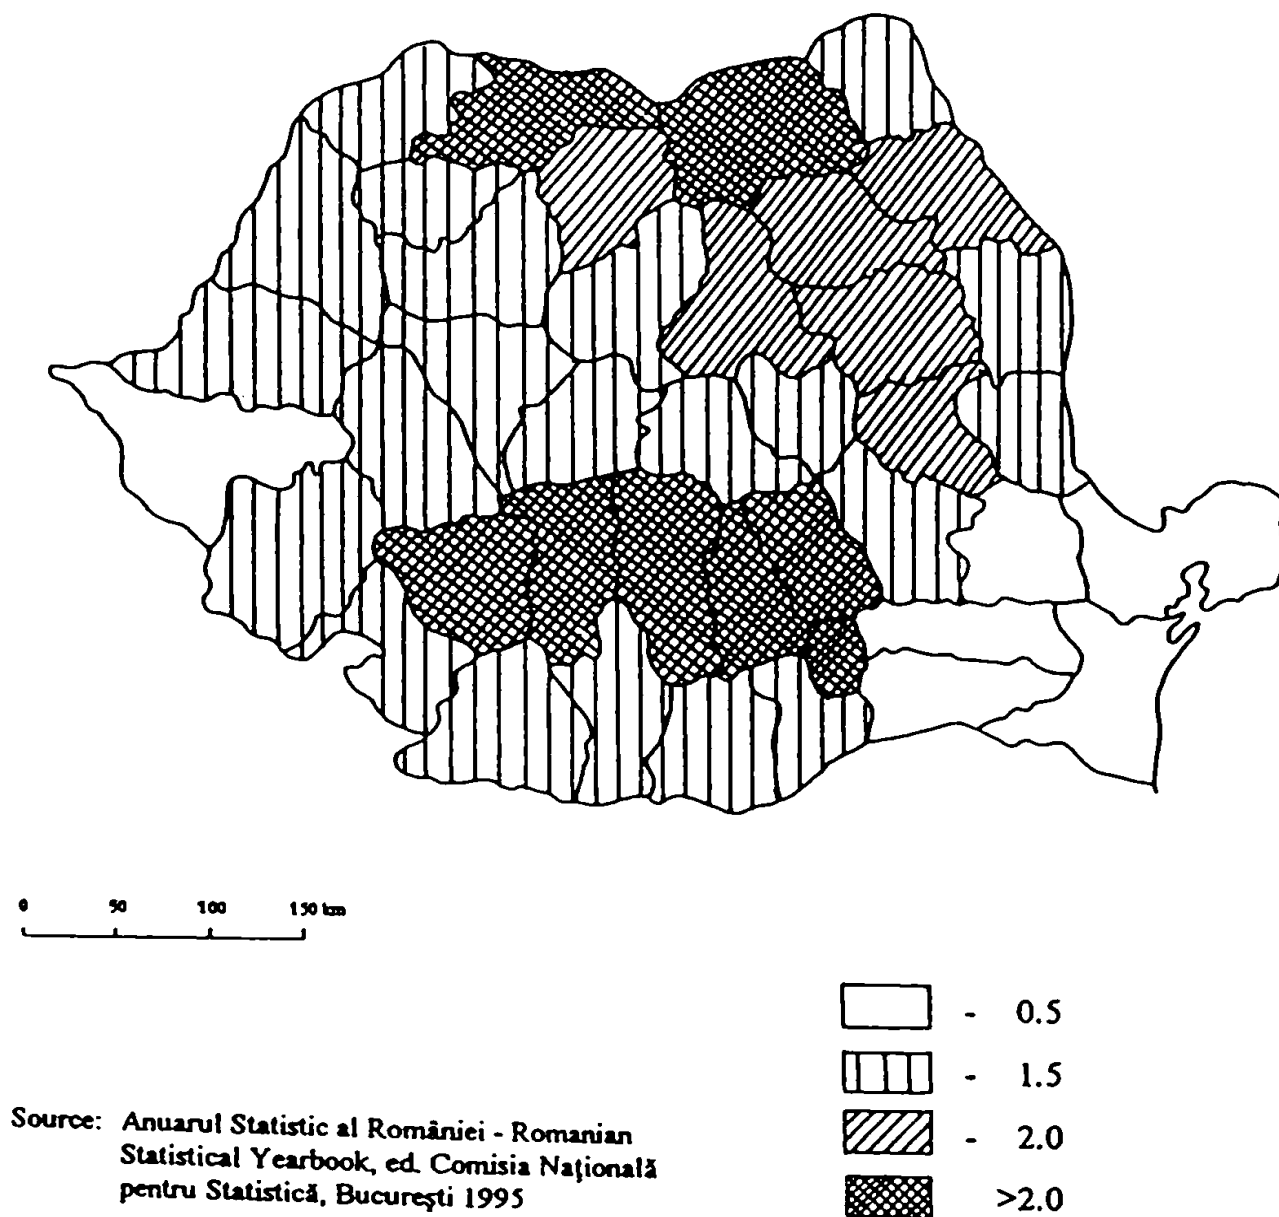 0 50 100 150 km
- 0.5
- 1.5
- 2.0
>2.0
Source: Anuarul Statistic al României - Romanian
Statistical Yearbook, ed. Comisia Naţională
pentru Statistică, Bucureşti 1995